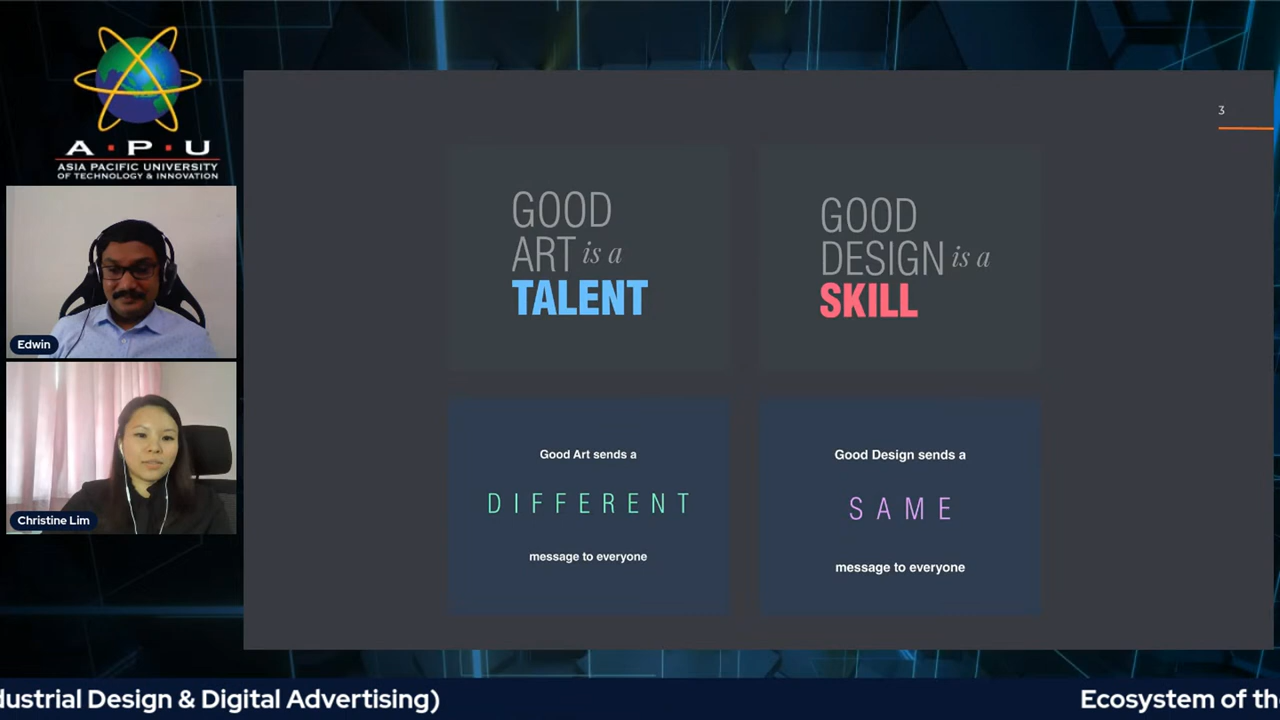 A·P·U
ASIA PACIFIC UNIVERSITY
OF TECHNOLOGY & INNOVATION
Edwin
Christine Lim
3
GOOD
ART is a
TALENT
GOOD
DESIGN is a
SKILL
Good Art sends a
DIFFERENT
message to everyone
Good Design sends a
SAME
message to everyone
dustrial Design & Digital Advertising)
Ecosystem of th